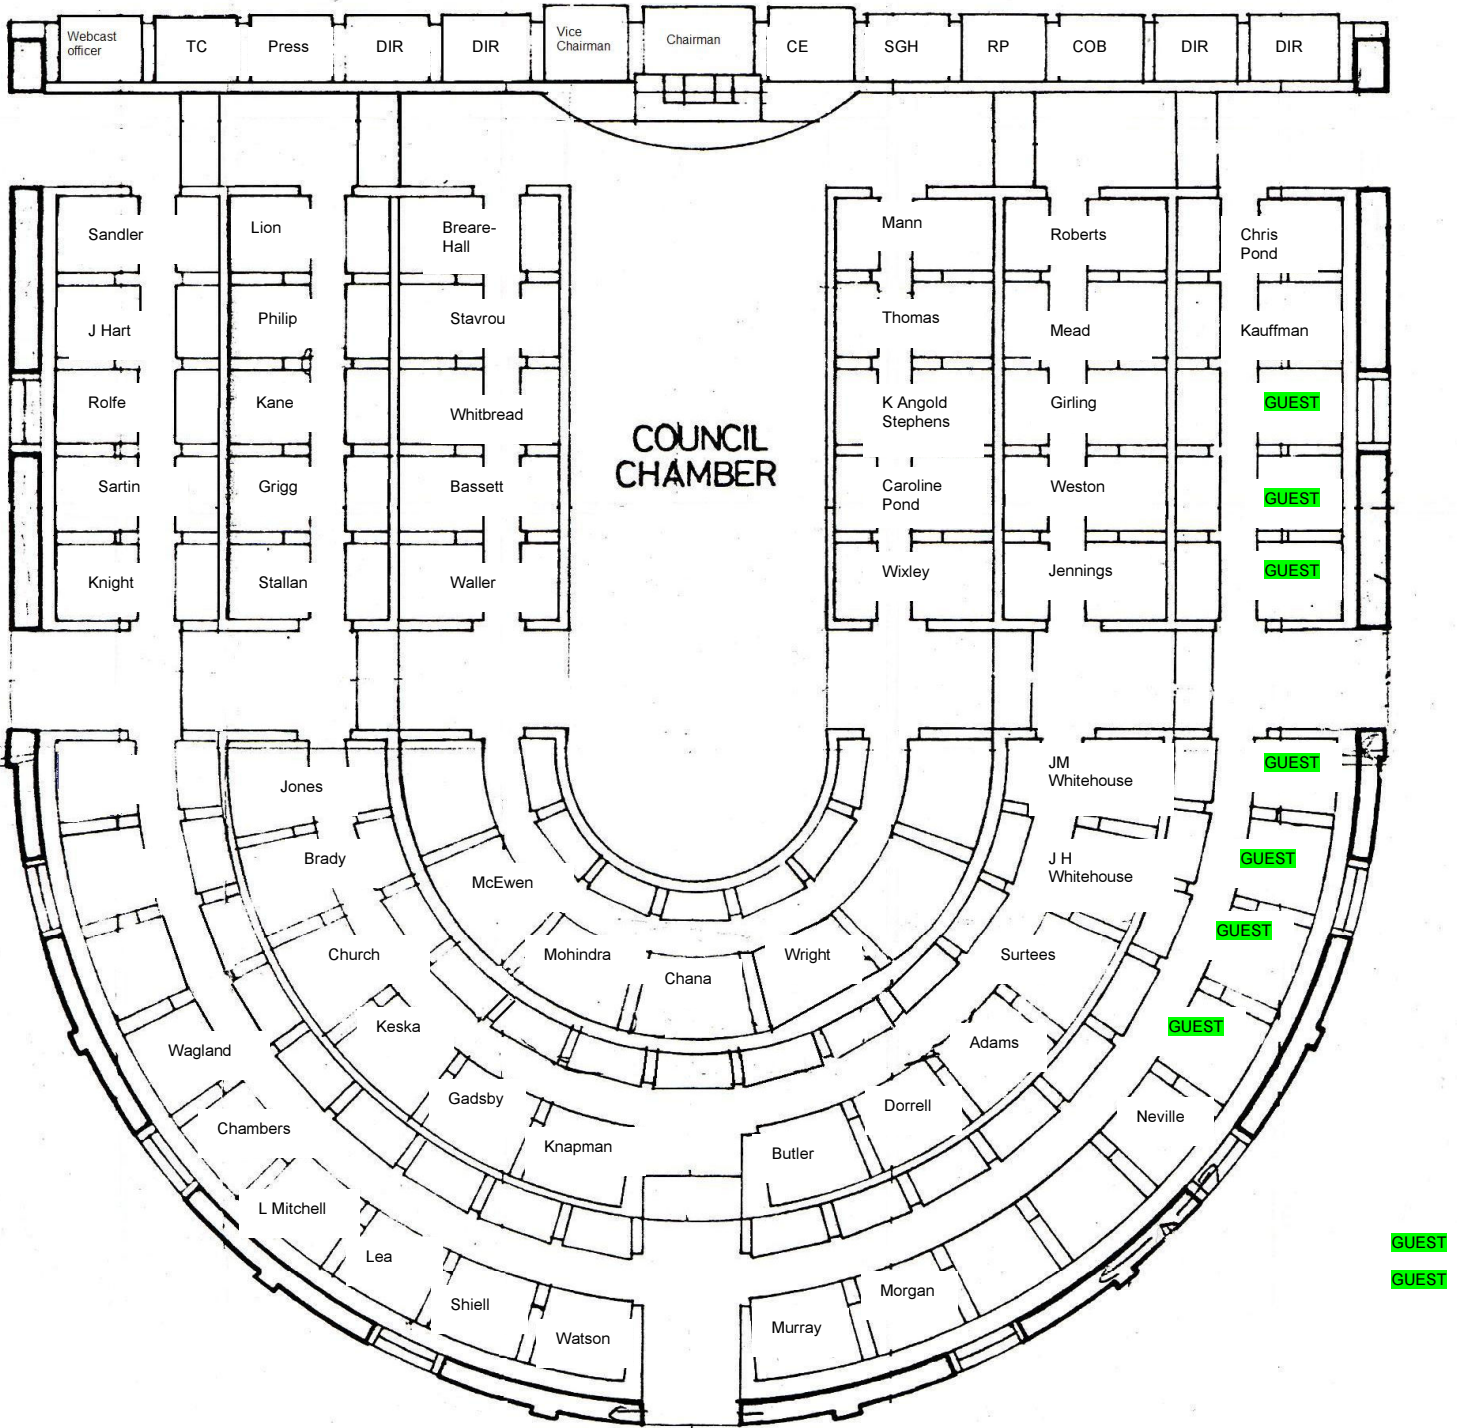 Webcast
officer
TC
Press
DIR
DIR
Vice
Chairman
Chairman
CE
SGH
RP
COB
DIR
DIR
Sandler
Lion
Breare-
Hall
Mann
Roberts
Chris
Pond
J Hart
Philip
Stavrou
Thomas
Mead
Kauffman
Rolfe
Kane
Whitbread
K Angold
Stephens
Girling
GUEST
COUNCIL
CHAMBER
Sartin
Grigg
Bassett
Caroline
Pond
Weston
GUEST
Knight
Stallan
Waller
Wixley
Jennings
GUEST
Jones
JM
Whitehouse
GUEST
Brady
McEwen
J H
Whitehouse
GUEST
Church
Mohindra
Chana
Wright
Surtees
GUEST
Keska
Adams
GUEST
Wagland
Gadsby
Dorrell
Neville
Chambers
Knapman
Butler
L Mitchell
Lea
Shiell
Watson
Murray
Morgan
GUEST
GUEST